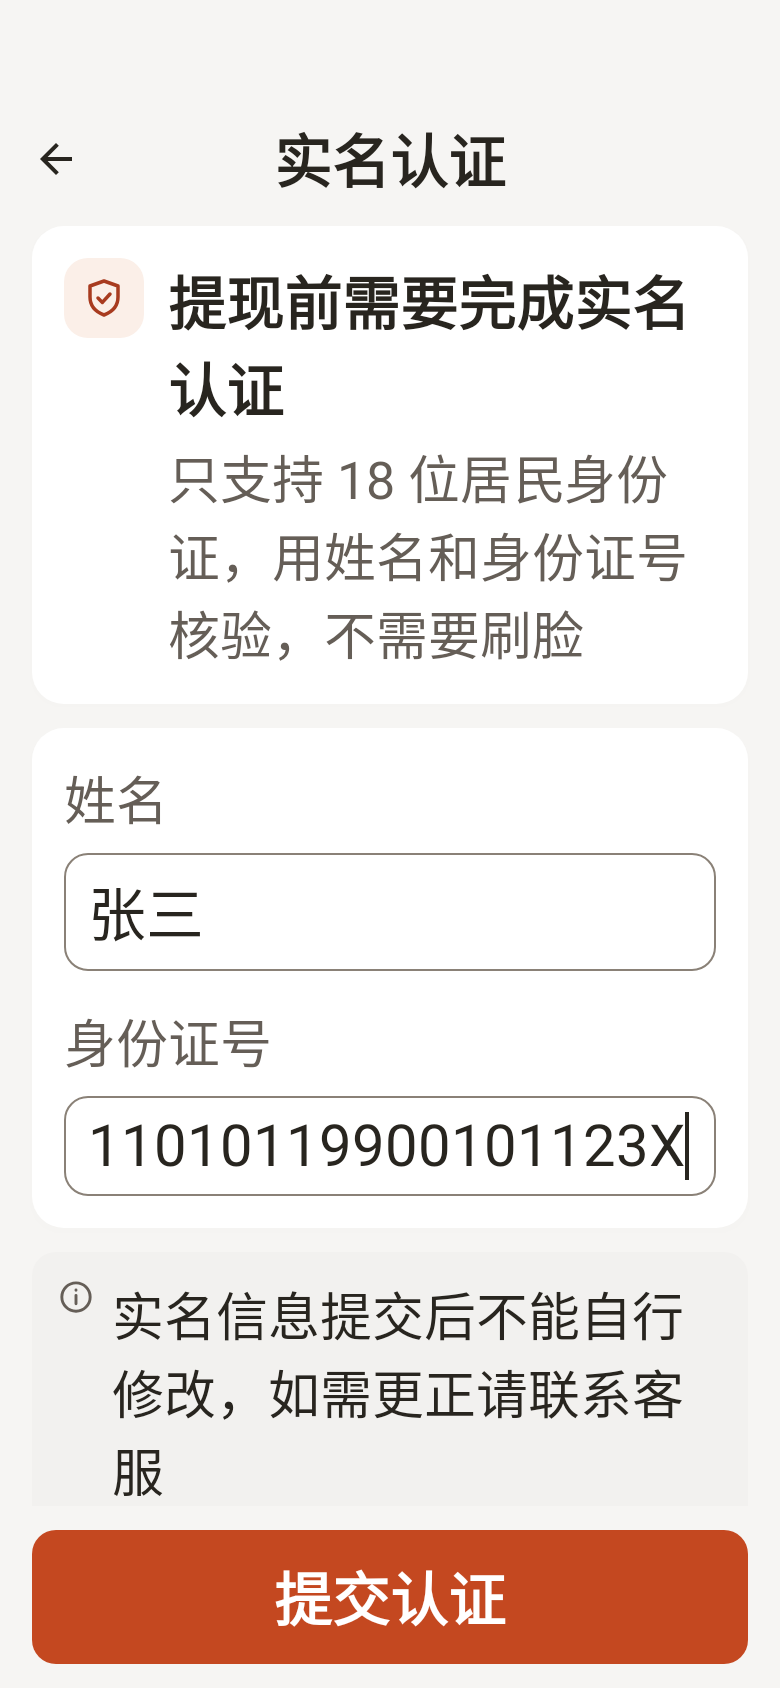 实名认证
提现前需要完成实名
认证
只支持 18 位居民身份
证，用姓名和身份证号
核验，不需要刷脸
姓名
张三
身份证号
11010119900101123X
实名信息提交后不能自行
修改，如需更正请联系客
服
提交认证